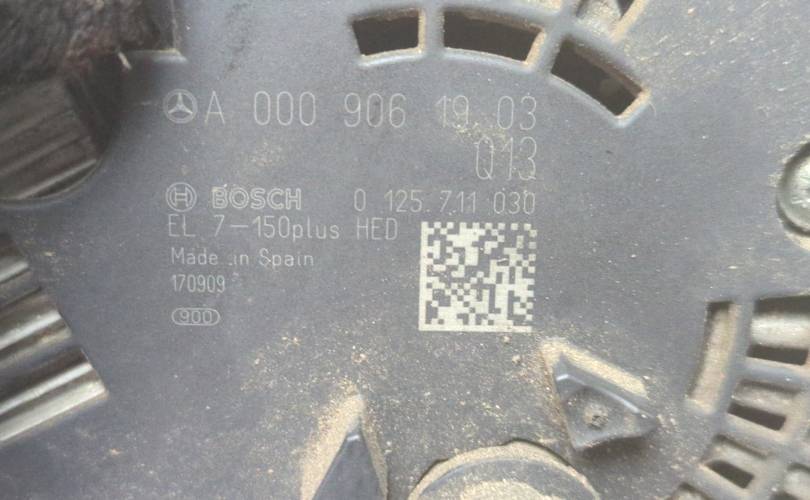 A 000 906 19 03
Q13
BOSCH 0 125 711 030
EL 7-150plus HED
Made in Spain
170909
900